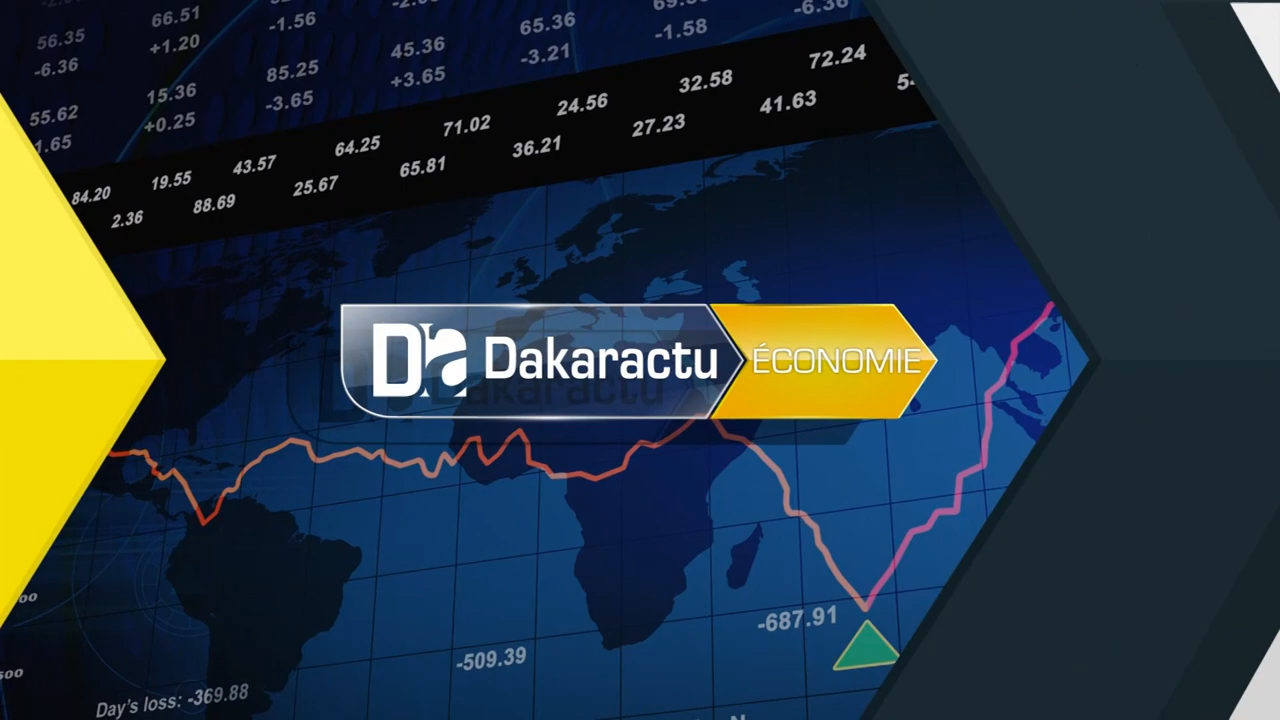 56.35 66.51 -1.56 65.36 -1.58 -6.36
-6.36 +1.20 45.36 -3.21
85.25 +3.65
55.62 15.36 -3.65
1.65 +0.25
84.20 19.55 43.57 64.25 71.02 24.56 32.58 72.24
2.36 88.69 25.67 65.81 36.21 27.23 41.63
Da Dakaractu ÉCONOMIE
-687.91
-509.39
Day's loss: -369.88